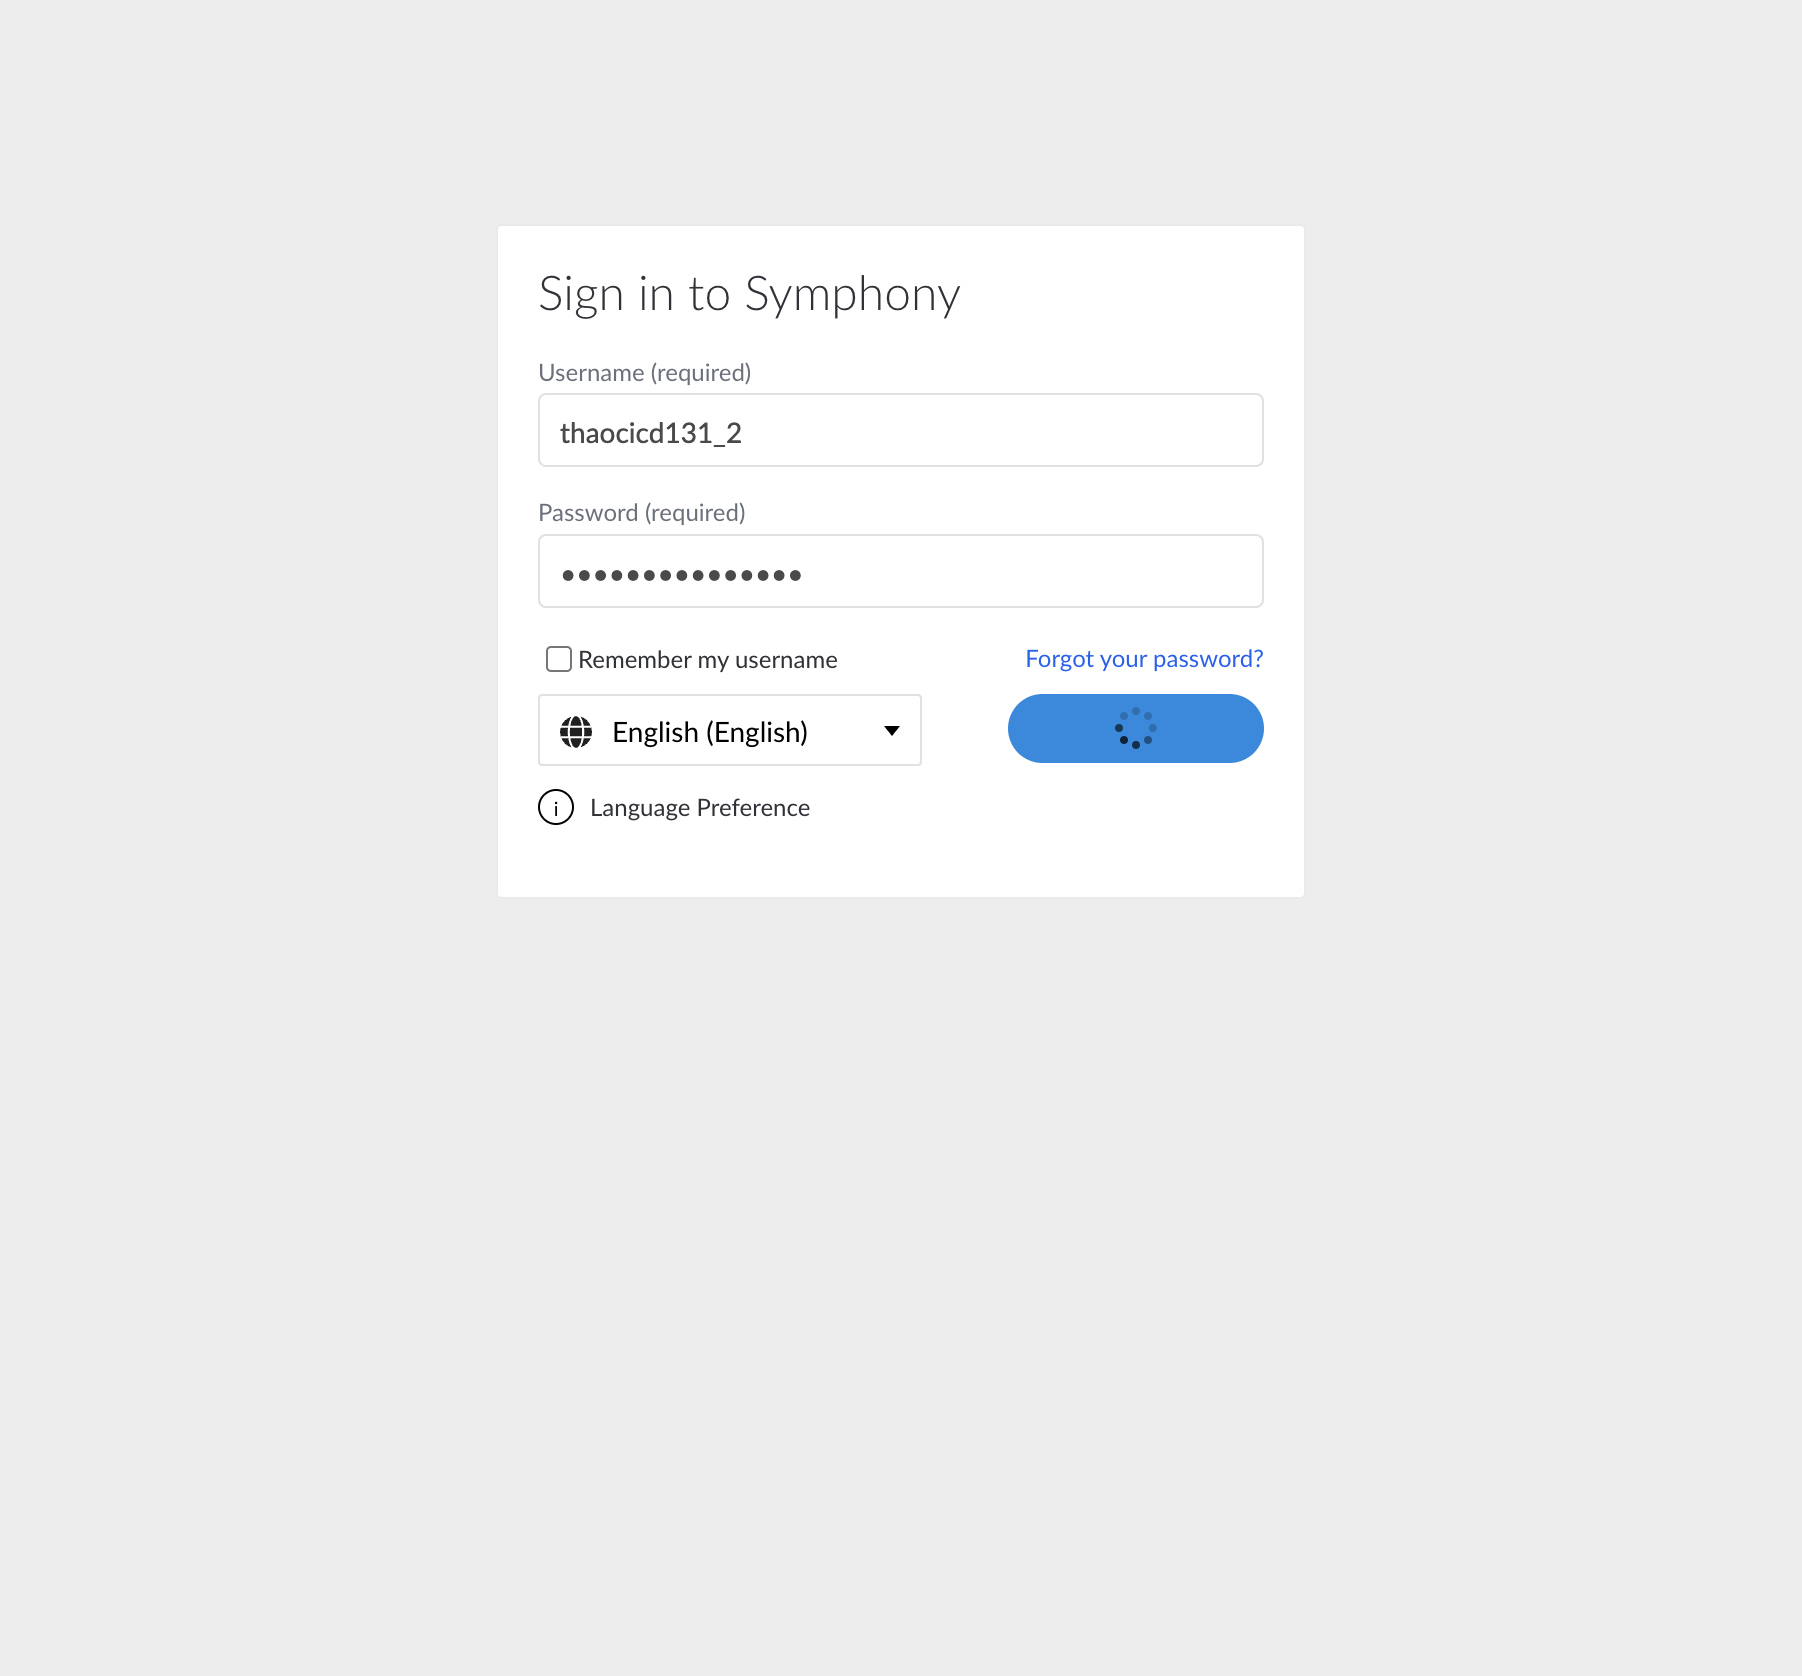 Sign in to Symphony
Username (required)
thaocicd131_2
Password (required)
•••••••••••••••
Remember my username
Forgot your password?
English (English)
Language Preference